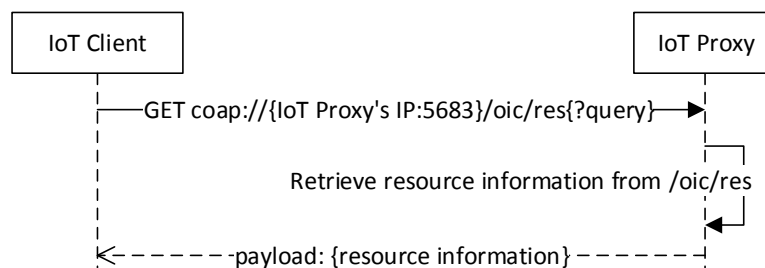 IoT Client
IoT Proxy
GET coap://{IoT Proxy's IP:5683}/oic/res{?query}
Retrieve resource information from /oic/res
payload: {resource information}